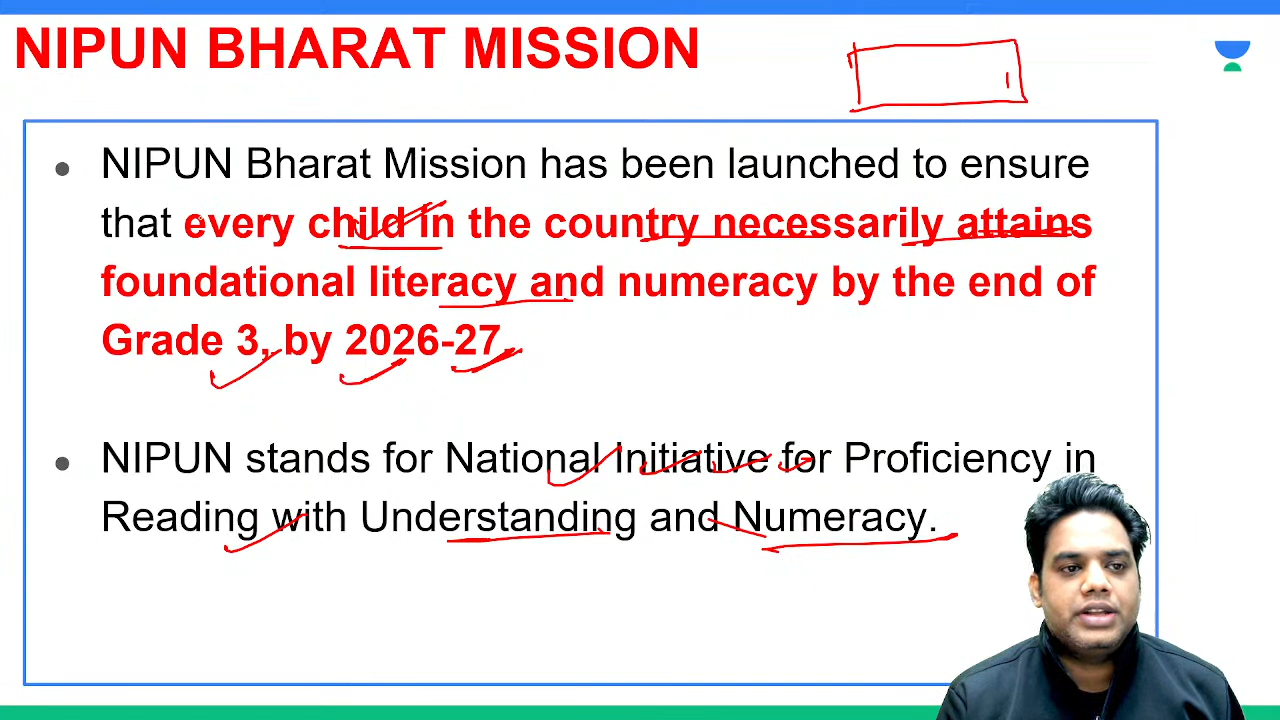 NIPUN BHARAT MISSION
● NIPUN Bharat Mission has been launched to ensure
that every child in the country necessarily attains
foundational literacy and numeracy by the end of
Grade 3, by 2026-27.
● NIPUN stands for National Initiative for Proficiency in
Reading with Understanding and Numeracy.